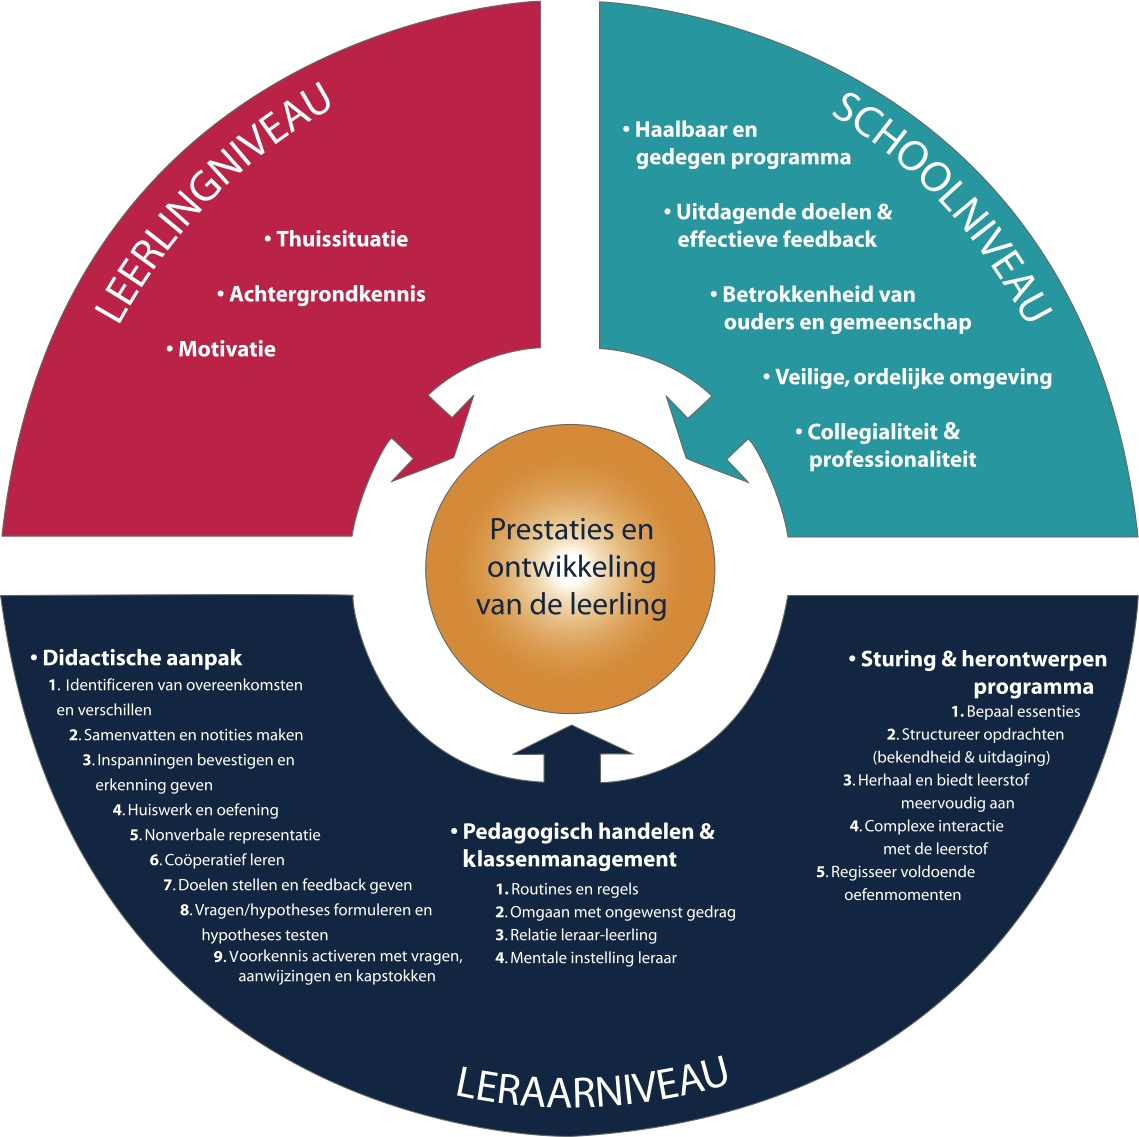 LEERLINGNIVEAU
• Thuissituatie
• Achtergrondkennis
• Motivatie
SCHOOLNIVEAU
• Haalbaar en
gedegen programma
• Uitdagende doelen &
effectieve feedback
• Betrokkenheid van
ouders en gemeenschap
• Veilige, ordelijke omgeving
• Collegialiteit &
professionaliteit
Prestaties en
ontwikkeling
van de leerling
• Didactische aanpak
1. Identificeren van overeenkomsten
en verschillen
2. Samenvatten en notities maken
3. Inspanningen bevestigen en
erkenning geven
4. Huiswerk en oefening
5. Nonverbale representatie
6. Coöperatief leren
7. Doelen stellen en feedback geven
8. Vragen/hypotheses formuleren en
hypotheses testen
9. Voorkennis activeren met vragen,
aanwijzingen en kapstokken
• Pedagogisch handelen &
klassenmanagement
1. Routines en regels
2. Omgaan met ongewenst gedrag
3. Relatie leraar-leerling
4. Mentale instelling leraar
• Sturing & herontwerpen
programma
1. Bepaal essenties
2. Structureer opdrachten
(bekendheid & uitdaging)
3. Herhaal en biedt leerstof
meervoudig aan
4. Complexe interactie
met de leerstof
5. Regisseer voldoende
oefenmomenten
LERAARNIVEAU